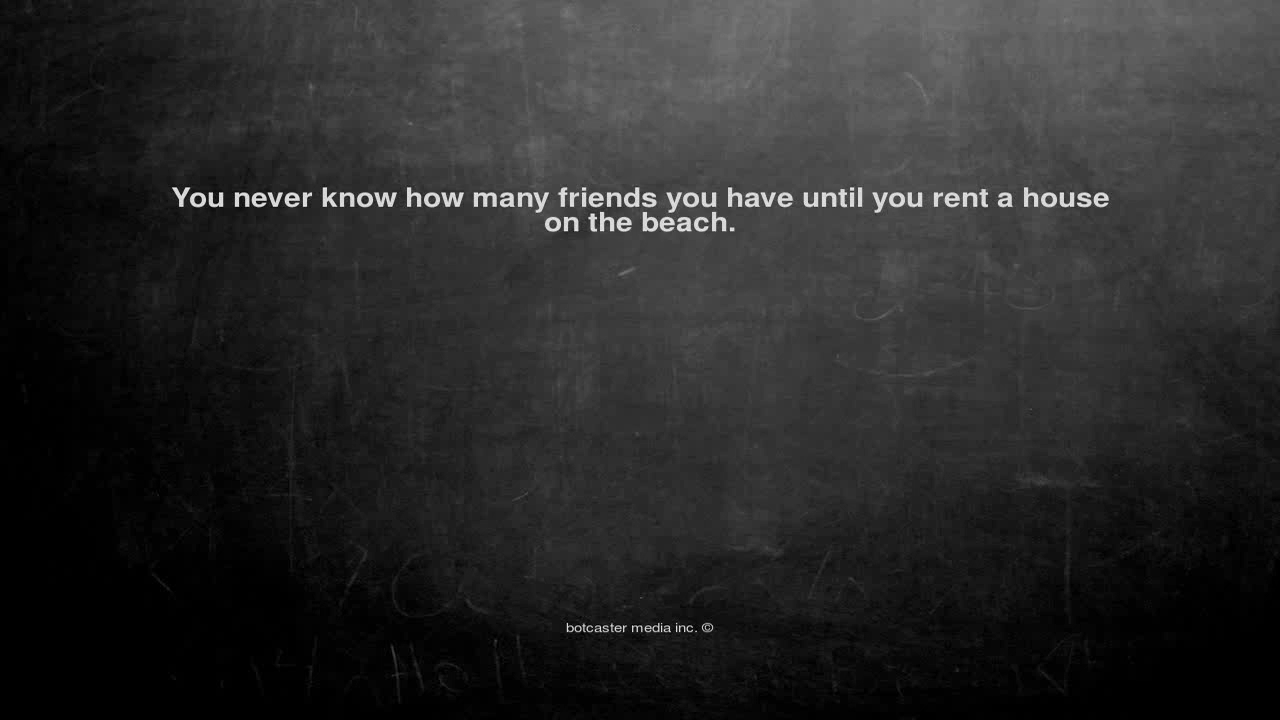 You never know how many friends you have until you rent a house
on the beach.
botcaster media inc. ©